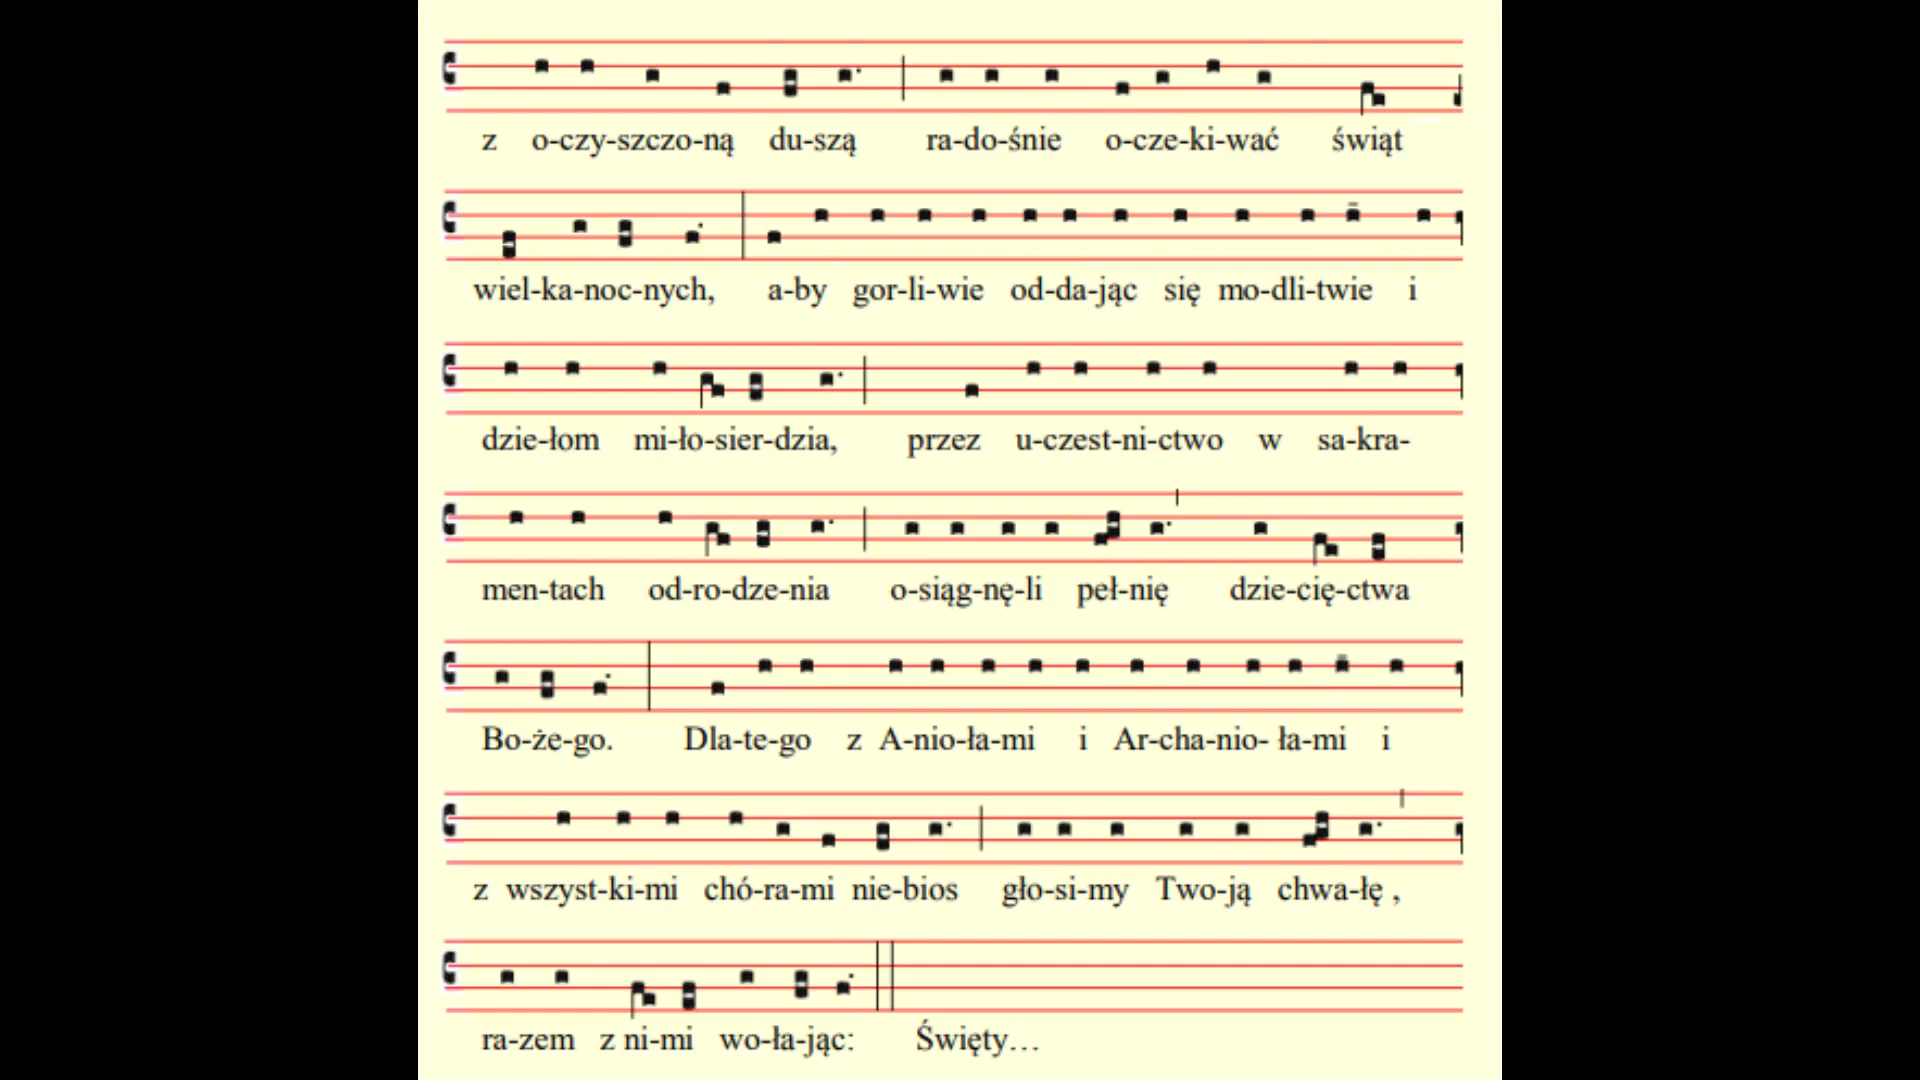 z o-czy-szczo-ną du-szą ra-do-śnie o-cze-ki-wać świąt
wiel-ka-noc-nych, a-by gor-li-wie od-da-jąc się mo-dli-twie i
dzie-łom mi-ło-sier-dzia, przez u-czest-ni-ctwo w sa-kra-
men-tach od-ro-dze-nia o-siąg-nę-li peł-nię dzie-cię-ctwa
Bo-że-go. Dla-te-go z A-nio-ła-mi i Ar-cha-nio- ła-mi i
z wszyst-ki-mi chó-ra-mi nie-bios gło-si-my Two-ją chwa-łę ,
ra-zem z ni-mi wo-ła-jąc: Święty…